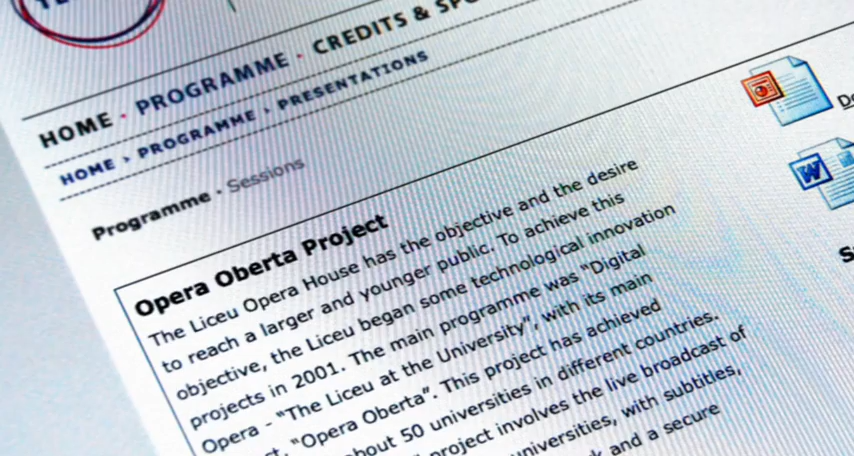 HOME · PROGRAMME · CREDITS &
HOME › PROGRAMME › PRESENTATIONS
Programme · Sessions
Opera Oberta Project
The Liceu Opera House has the objective and the desire
to reach a larger and younger public. To achieve this
objective, the Liceu began some technological innovation
projects in 2001. The main programme was “Digital
Opera - “The Liceu at the University”, with its main
“Opera Oberta”. This project has achieved
about 50 universities in different countries.
project involves the live broadcast of
universities, with subtitles,
and a secure
W